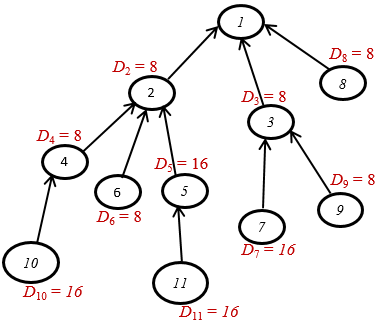 1
D₂ = 8
D₈ = 8
2
8
D₃ = 8
3
D₄ = 8
4
D₅ = 16
6
5
D₉ = 8
9
D₆ = 8
7
D₇ = 16
10
11
D₁₀ = 16
D₁₁ = 16